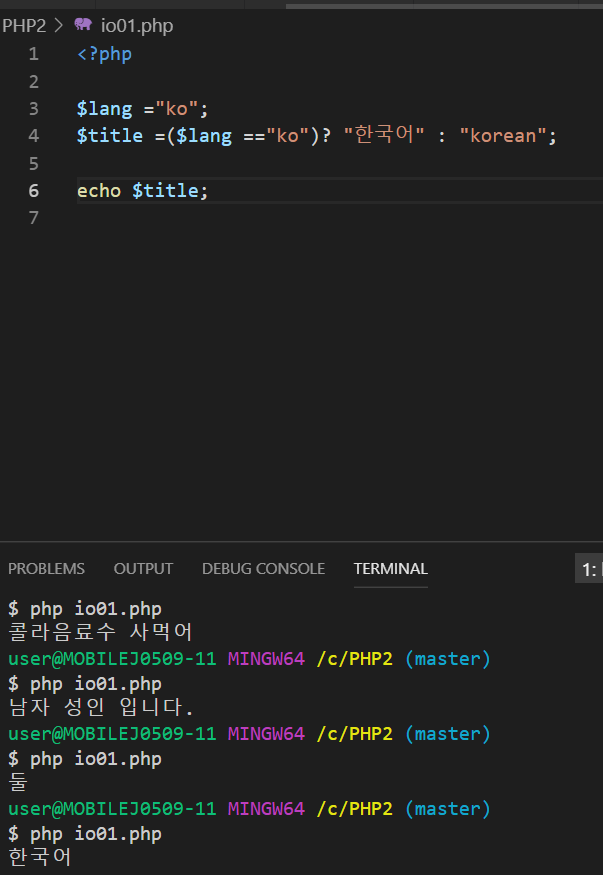 PHP2 > io01.php
1 <?php
2
3 $lang ="ko";
4 $title =($lang =="ko")? "한국어" : "korean";
5
6 echo $title;
7
PROBLEMS OUTPUT DEBUG CONSOLE TERMINAL 1:
$ php io01.php
콜라음료수 사먹어
user@MOBILEJ0509-11 MINGW64 /c/PHP2 (master)
$ php io01.php
남자 성인 입니다.
user@MOBILEJ0509-11 MINGW64 /c/PHP2 (master)
$ php io01.php
둘
user@MOBILEJ0509-11 MINGW64 /c/PHP2 (master)
$ php io01.php
한국어